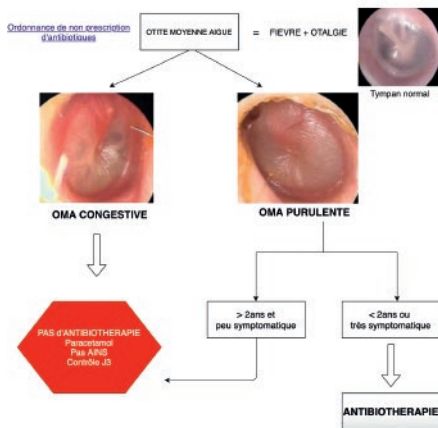 Ordonnance de non prescription
d'antibiotiques
OTITE MOYENNE AIGUE
= FIEVRE + OTALGIE
Tympan normal
OMA CONGESTIVE
OMA PURULENTE
> 2ans et
peu symptomatique
< 2ans ou
très symptomatique
PAS d'ANTIBIOTHERAPIE
Paracetamol
Pas AINS
Contrôle J3
ANTIBIOTHERAPIE